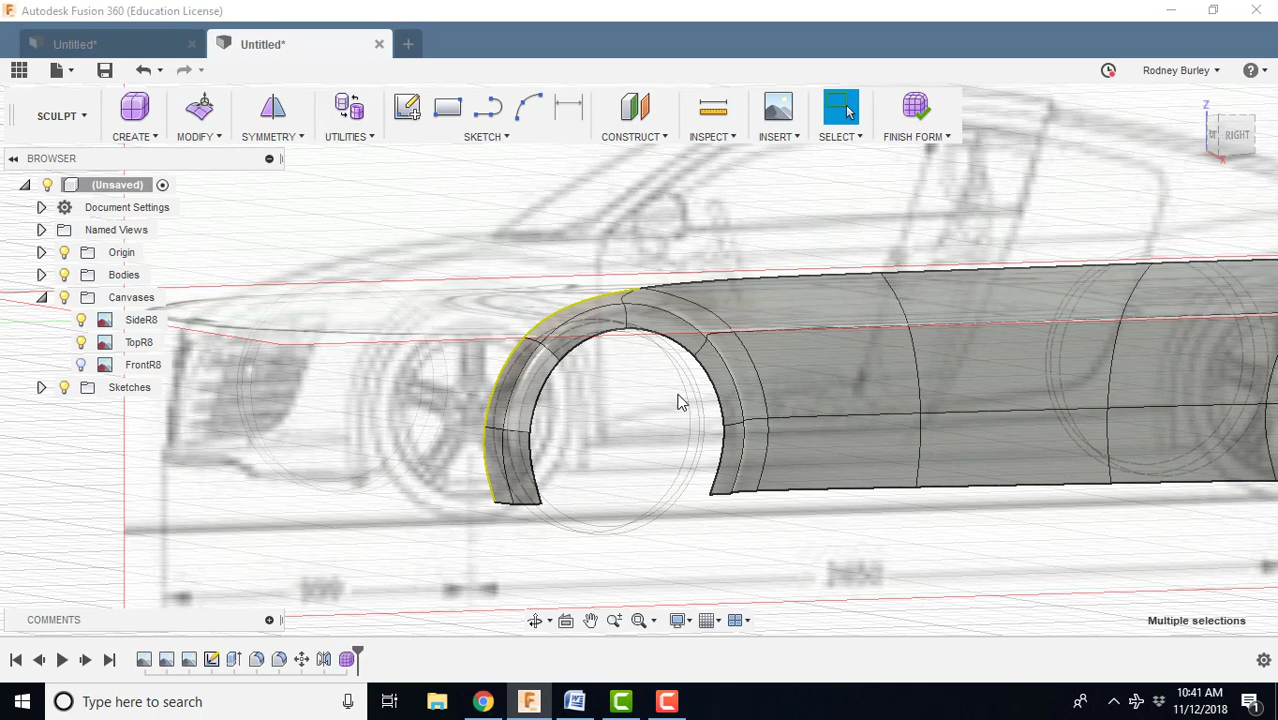 Autodesk Fusion 360 (Education License)
Untitled*
Untitled*
Rodney Burley
SCULPT
CREATE
MODIFY
SYMMETRY
UTILITIES
SKETCH
CONSTRUCT
INSPECT
INSERT
SELECT
FINISH FORM
BROWSER
(Unsaved)
Document Settings
Named Views
Origin
Bodies
Canvases
SideR8
TopR8
FrontR8
Sketches
Z
RIGHT
X
COMMENTS
Multiple selections
Type here to search
10:41 AM
11/12/2018